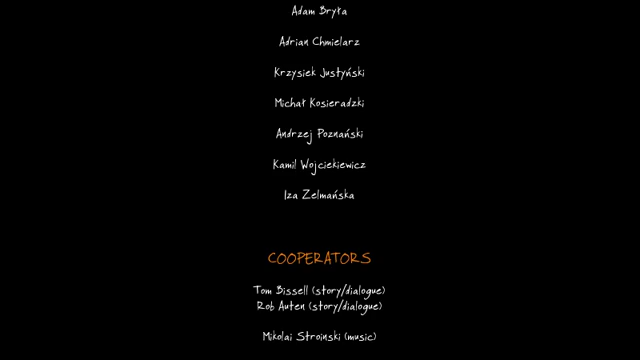 Adam Bryła
Adrian Chmielarz
Krzysiek Justyński
Michał Kosieradzki
Andrzej Poznański
Kamil Wojciekiewicz
Iza Zelmańska
COOPERATORS
Tom Bissell (story/dialogue)
Rob Auten (story/dialogue)
Mikolai Stroinski (music)